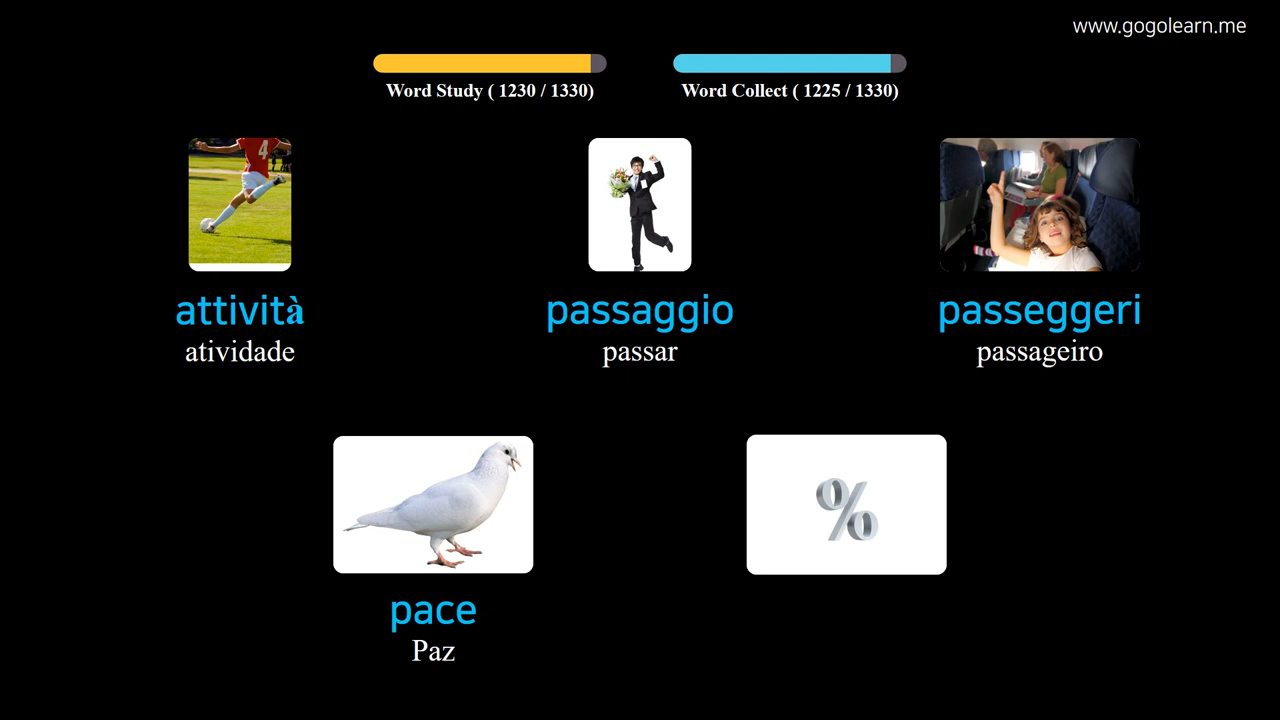 www.gogolearn.me
Word Study ( 1230 / 1330)
Word Collect ( 1225 / 1330)
4
attività
atividade
passaggio
passar
passeggeri
passageiro
%
pace
Paz